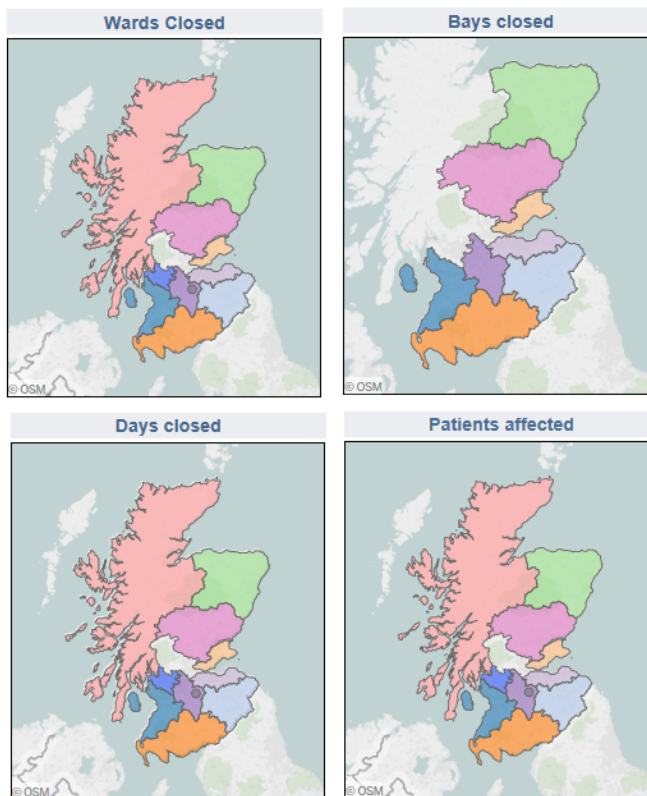 Wards Closed
Bays closed
© OSM
© OSM
Days closed
Patients affected
© OSM
© OSM